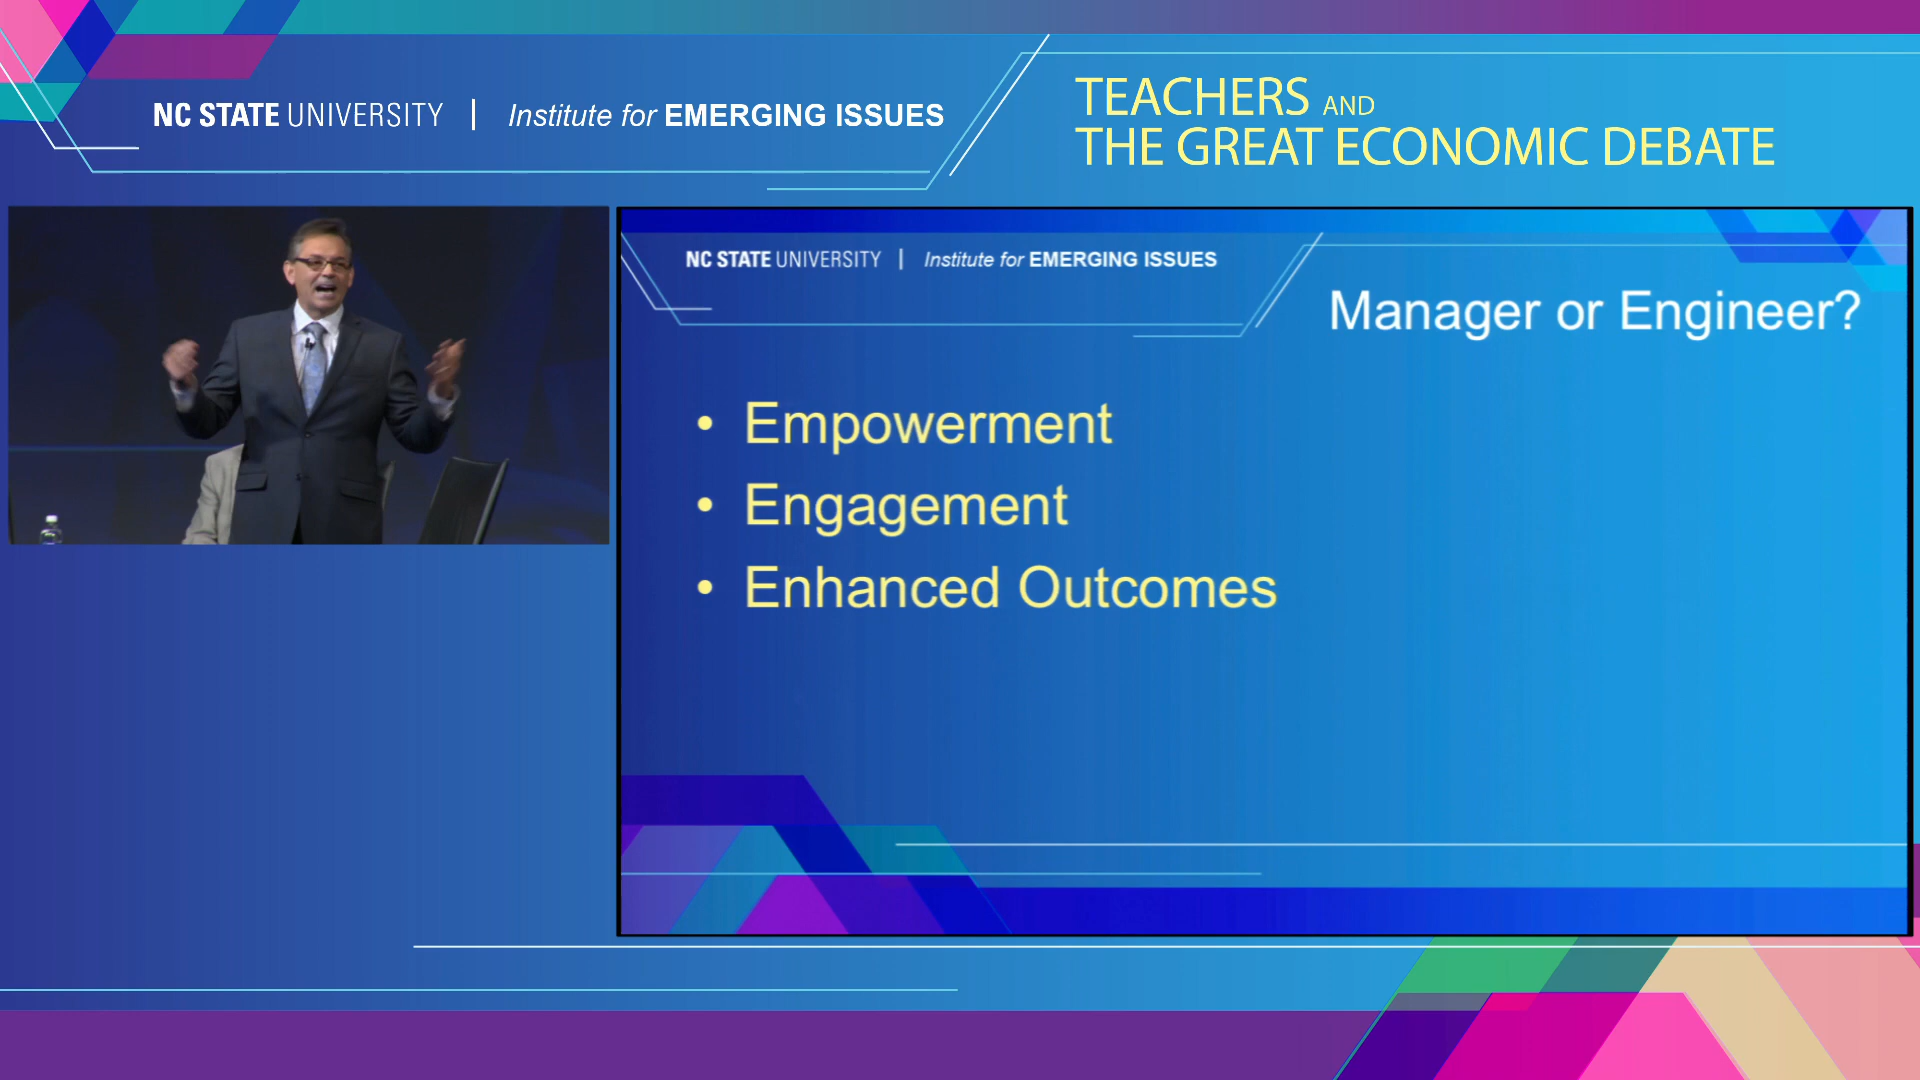 NC STATE UNIVERSITY | Institute for EMERGING ISSUES
TEACHERS AND
THE GREAT ECONOMIC DEBATE
NC STATE UNIVERSITY | Institute for EMERGING ISSUES
Manager or Engineer?
• Empowerment
• Engagement
• Enhanced Outcomes